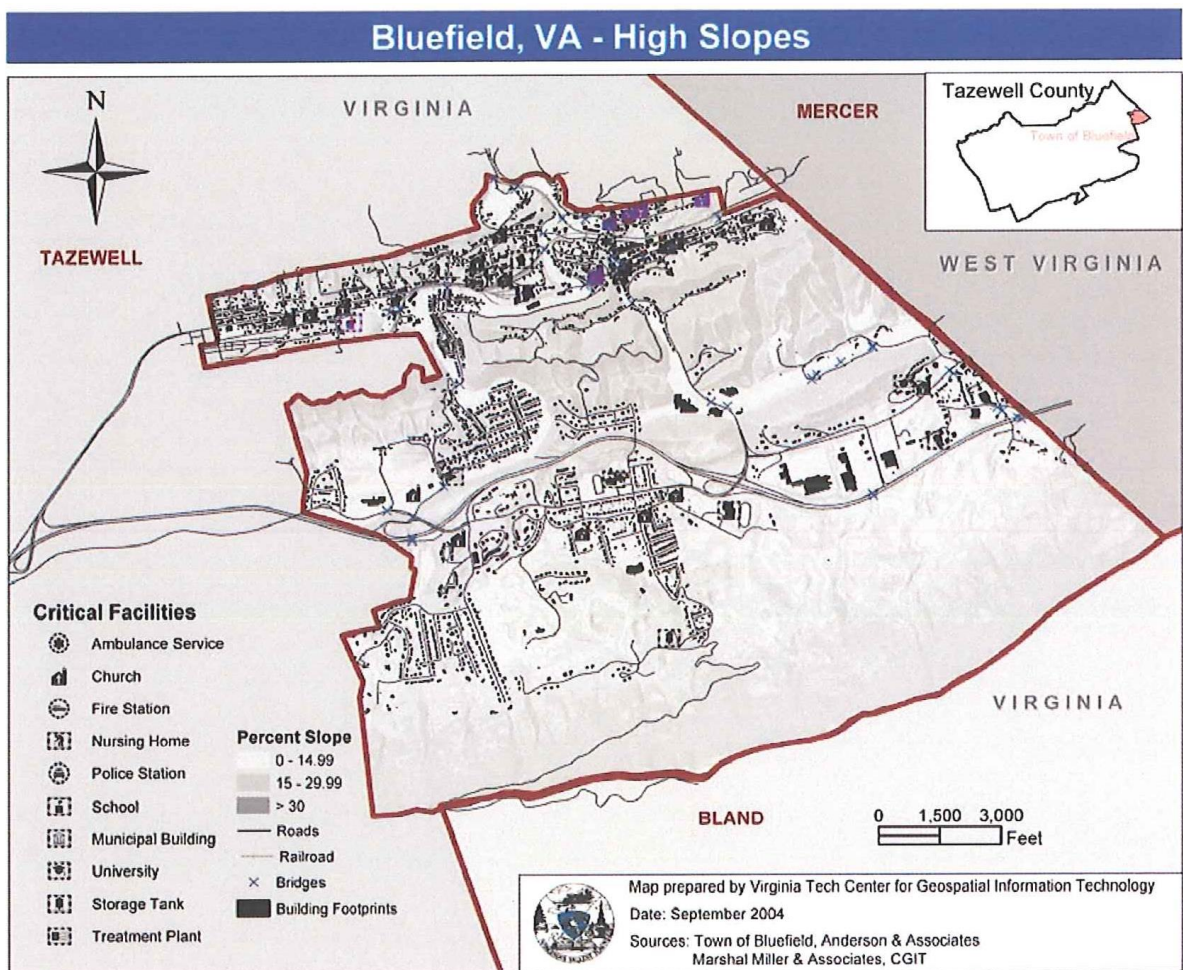 Bluefield, VA - High Slopes
N
VIRGINIA
MERCER
Tazewell County
Town of Bluefield
TAZEWELL
WEST VIRGINIA
Critical Facilities
Ambulance Service
Church
Fire Station
Nursing Home
Police Station
School
Municipal Building
University
Storage Tank
Treatment Plant
Percent Slope
0 - 14.99
15 - 29.99
> 30
Roads
Railroad
Bridges
Building Footprints
VIRGINIA
BLAND
0 1,500 3,000
Feet
Map prepared by Virginia Tech Center for Geospatial Information Technology
Date: September 2004
Sources: Town of Bluefield, Anderson & Associates
Marshal Miller & Associates, CGIT